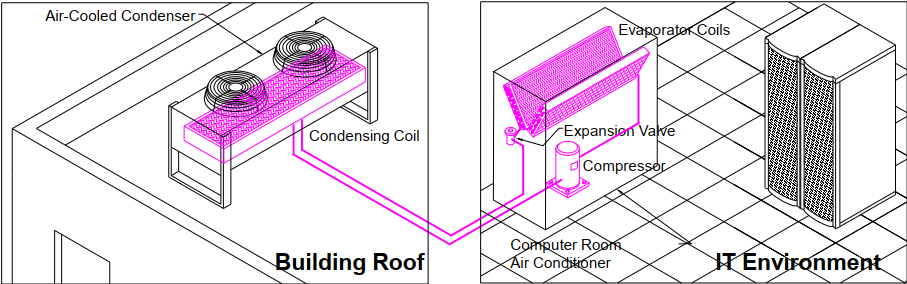 Air-Cooled Condenser
Condensing Coil
Building Roof
Evaporator Coils
Expansion Valve
Compressor
Computer Room
Air Conditioner
IT Environment